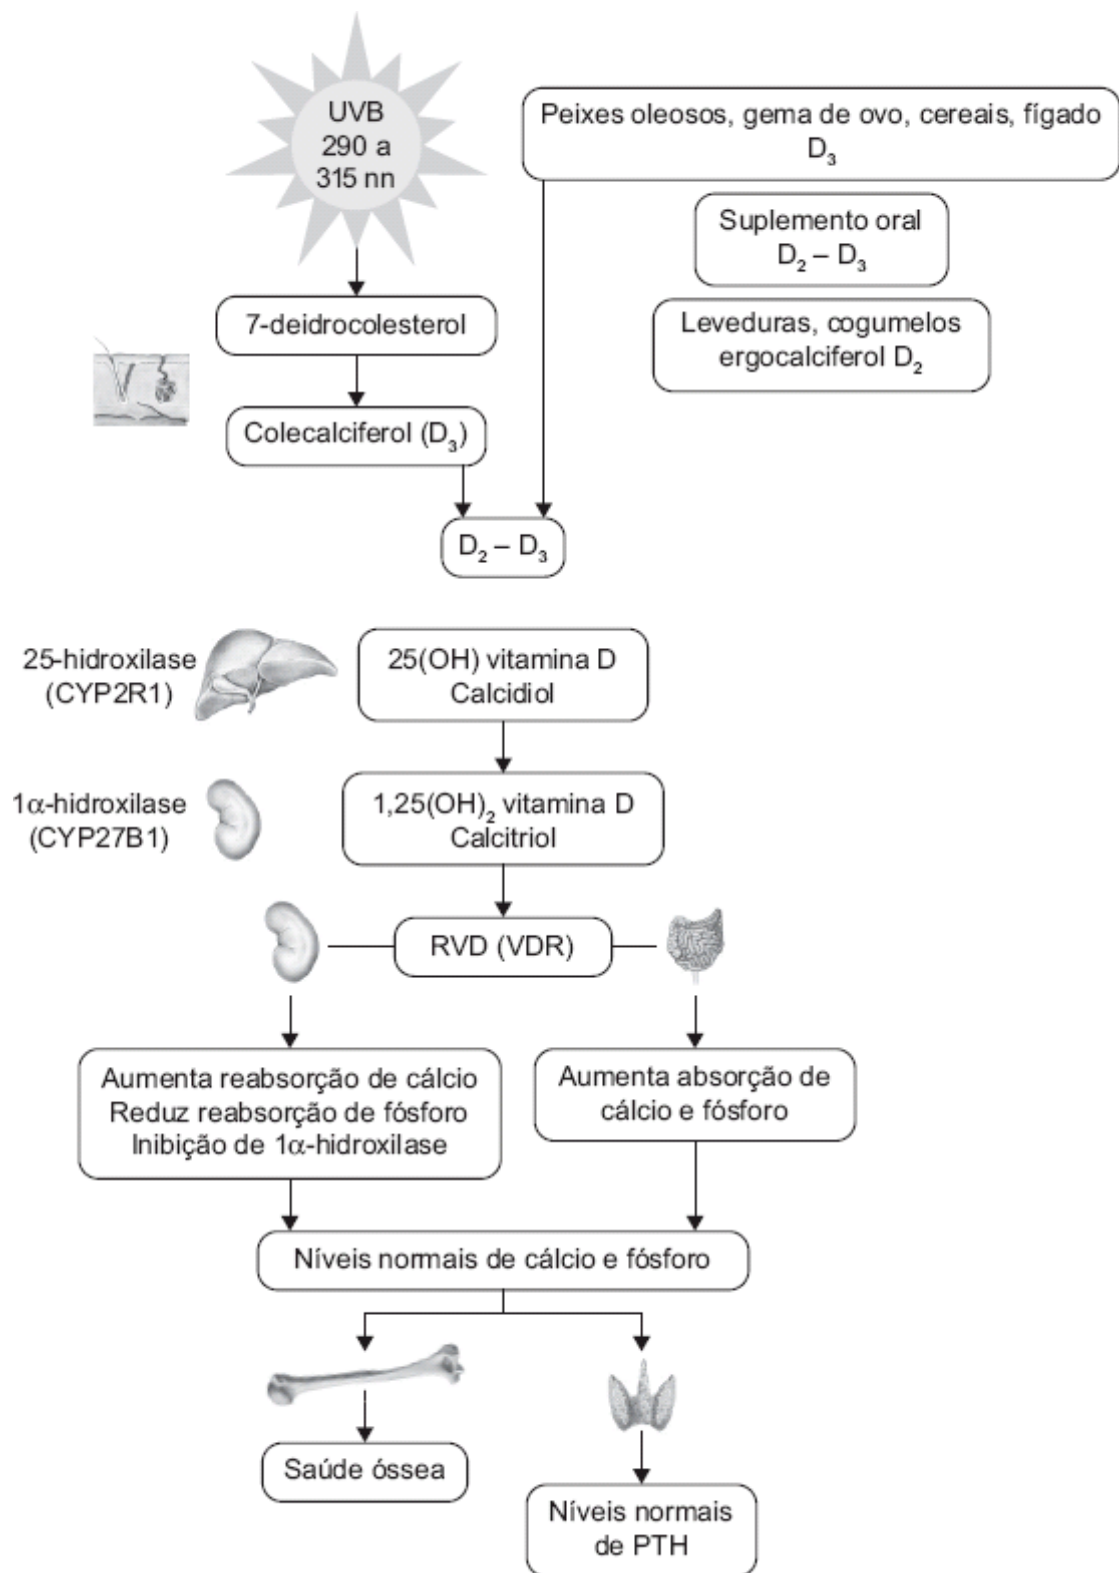 UVB
290 a
315 nn
Peixes oleosos, gema de ovo, cereais, fígado
D₃
Suplemento oral
D₂ – D₃
Leveduras, cogumelos
ergocalciferol D₂
7-deidrocolesterol
Colecalciferol (D₃)
D₂ – D₃
25-hidroxilase
(CYP2R1)
25(OH) vitamina D
Calcidiol
1α-hidroxilase
(CYP27B1)
1,25(OH)₂ vitamina D
Calcitriol
RVD (VDR)
Aumenta reabsorção de cálcio
Reduz reabsorção de fósforo
Inibição de 1α-hidroxilase
Aumenta absorção de
cálcio e fósforo
Níveis normais de cálcio e fósforo
Saúde óssea
Níveis normais
de PTH